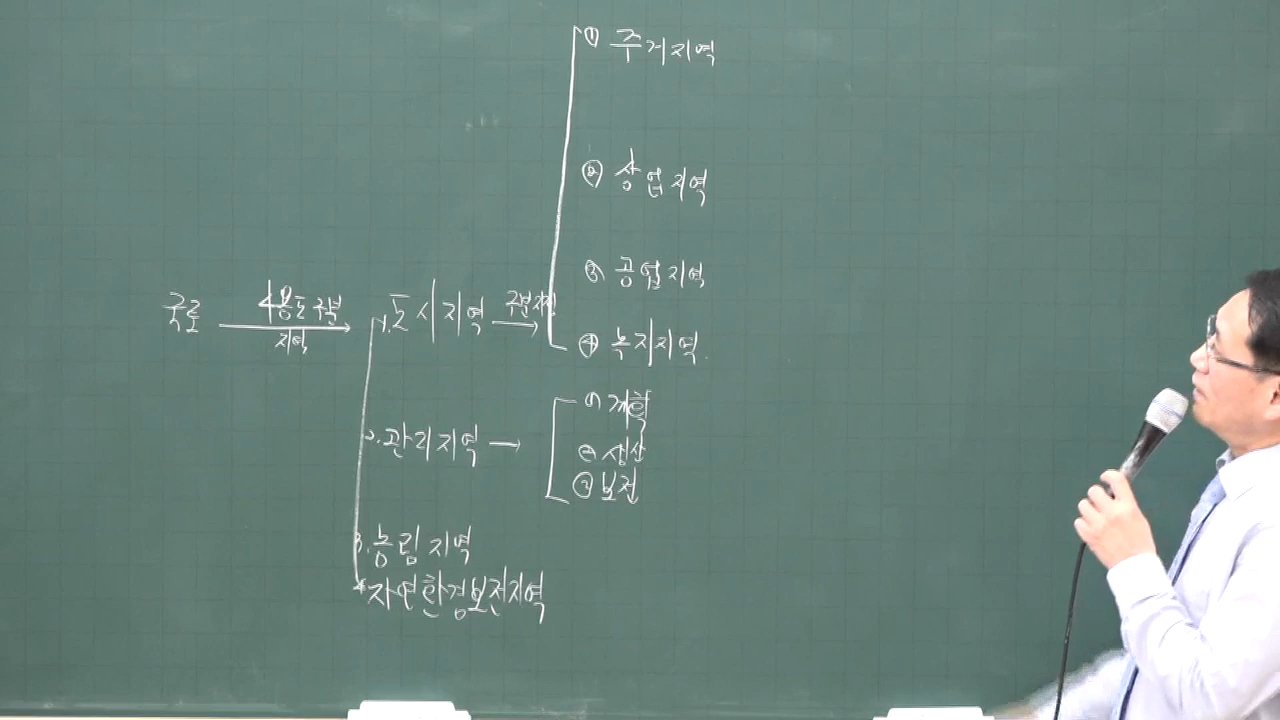 국토
용도구분
지역
1. 도시지역
① 주거지역
② 상업지역
③ 공업지역
④ 녹지지역
2. 관리지역 →
① 계획
② 생산
③ 보전
3. 농림지역
4 자연환경보전지역